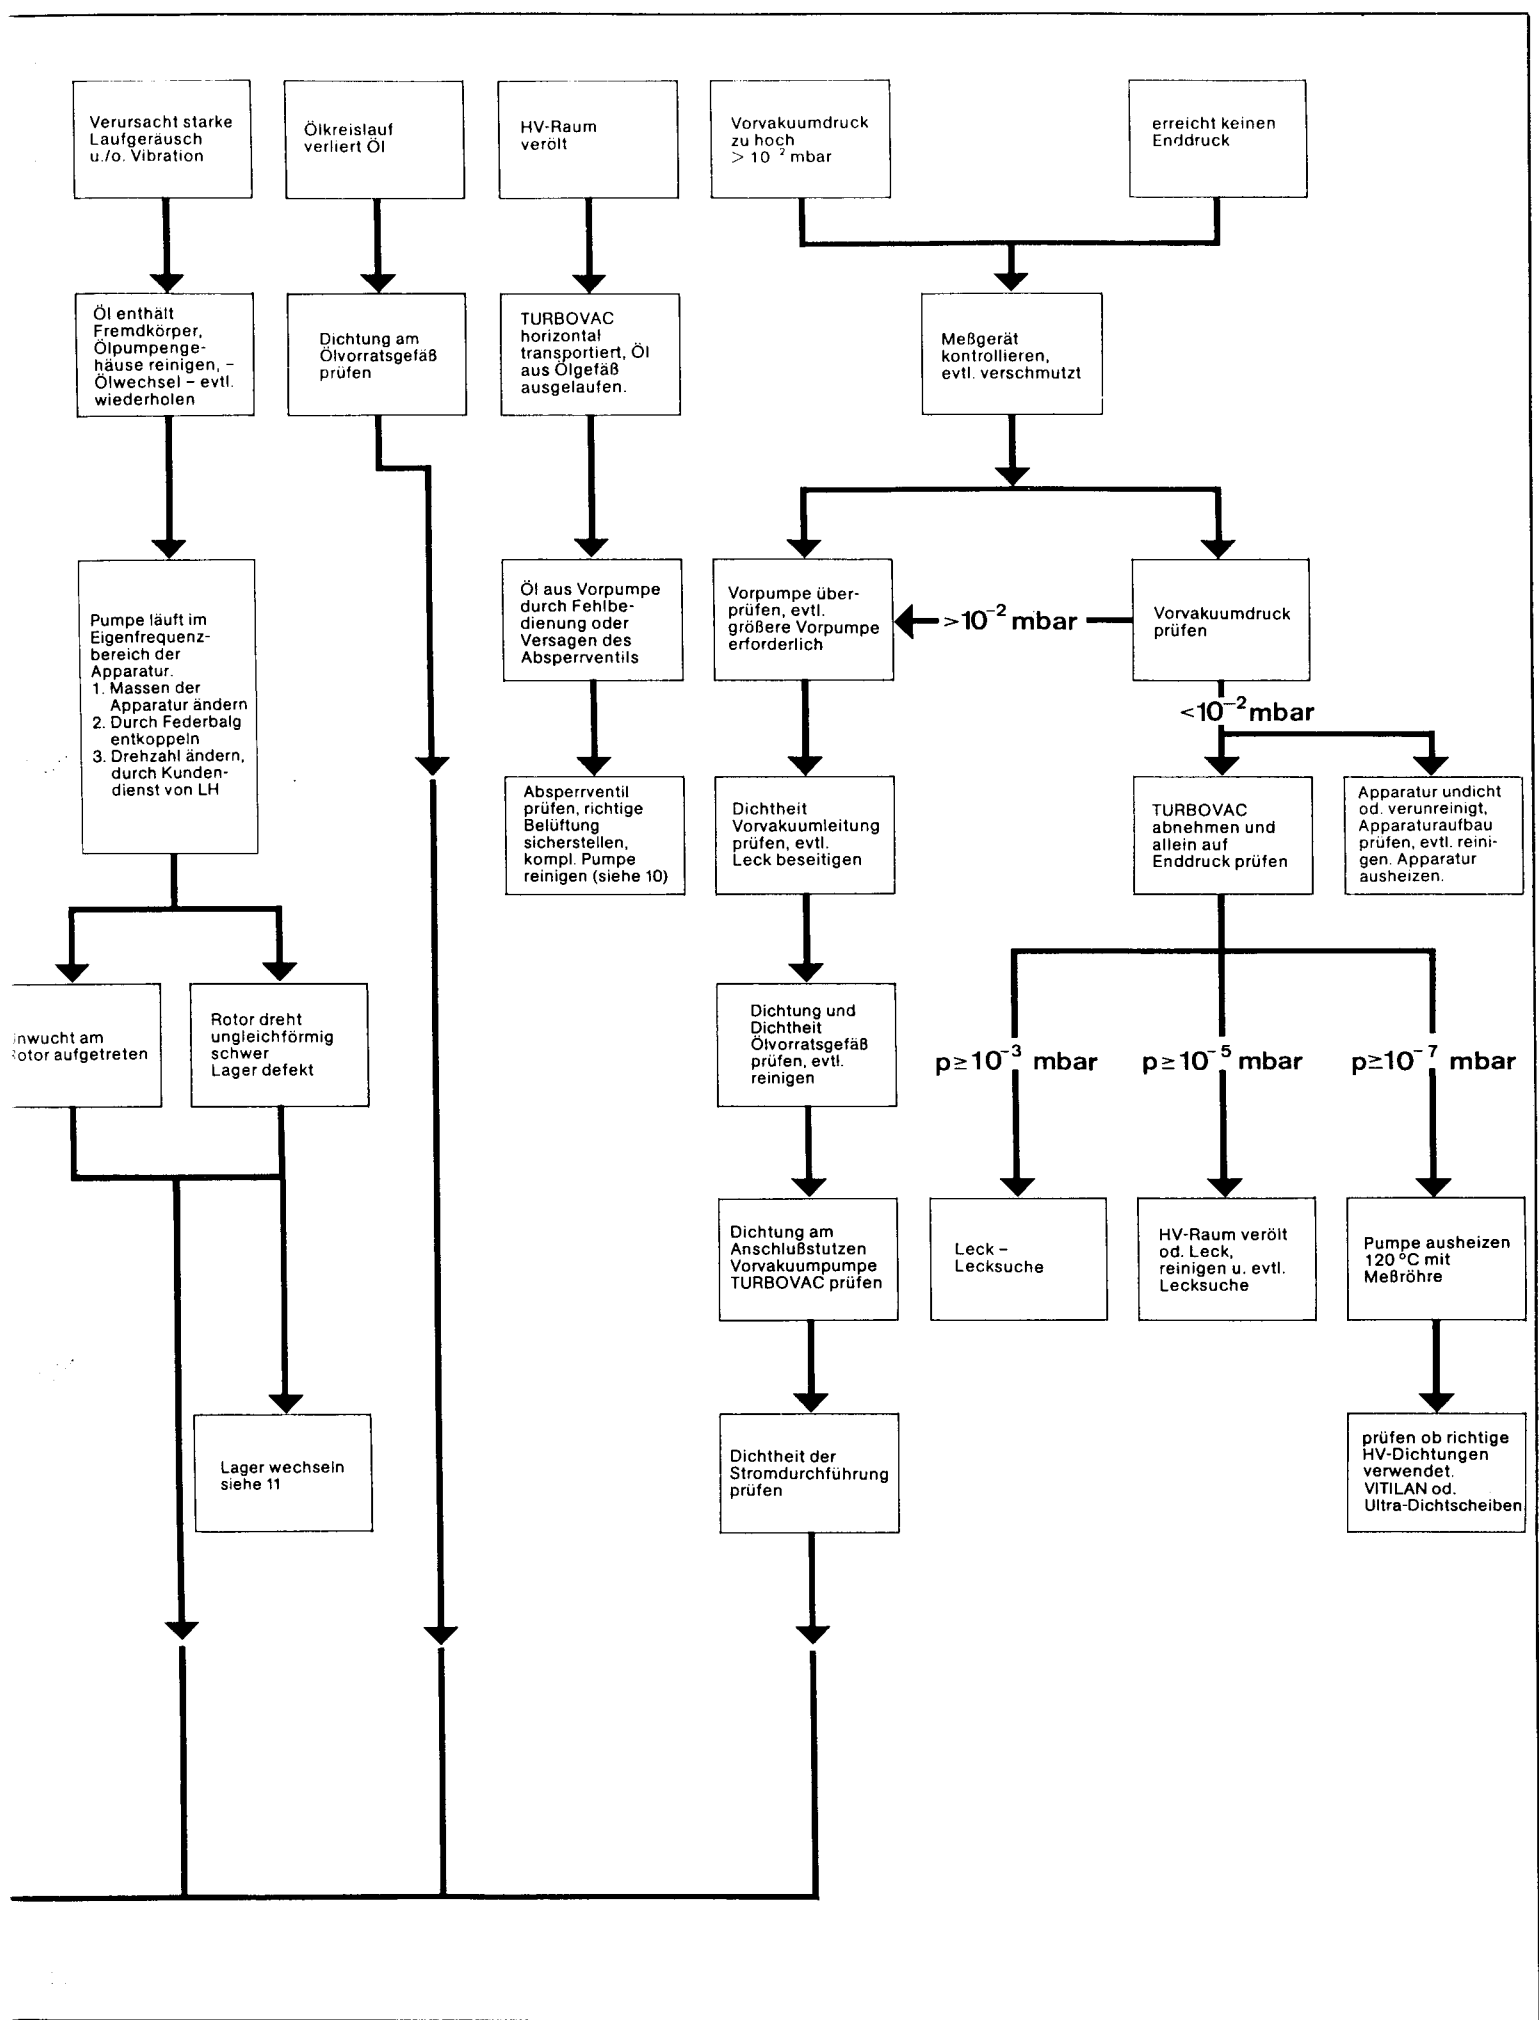 Verursacht starke
Laufgeräusch
u./o. Vibration
Ölkreislauf
verliert Öl
HV-Raum
verölt
Vorvakuumdruck
zu hoch
> 10⁻² mbar
erreicht keinen
Enddruck
Öl enthält
Fremdkörper,
Ölpumpenge-
häuse reinigen, –
Ölwechsel – evtl.
wiederholen
Dichtung am
Ölvorratsgefäß
prüfen
TURBOVAC
horizontal
transportiert, Öl
aus Ölgefäß
ausgelaufen.
Meßgerät
kontrollieren,
evtl. verschmutzt
Pumpe läuft im
Eigenfrequenz-
bereich der
Apparatur.
1. Massen der
Apparatur ändern
2. Durch Federbalg
entkoppeln
3. Drehzahl ändern,
durch Kunden-
dienst von LH
Öl aus Vorpumpe
durch Fehlbe-
dienung oder
Versagen des
Absperrventils
Vorpumpe über-
prüfen, evtl.
größere Vorpumpe
erforderlich
>10⁻² mbar
Vorvakuumdruck
prüfen
<10⁻² mbar
Absperrventil
prüfen, richtige
Belüftung
sicherstellen,
kompl. Pumpe
reinigen (siehe 10)
Dichtheit
Vorvakuumleitung
prüfen, evtl.
Leck beseitigen
TURBOVAC
abnehmen und
allein auf
Enddruck prüfen
Apparatur undicht
od. verunreinigt,
Apparaturaufbau
prüfen, evtl. reini-
gen. Apparatur
ausheizen.
nwucht am
otor aufgetreten
Rotor dreht
ungleichförmig
schwer
Lager defekt
Dichtung und
Dichtheit
Ölvorratsgefäß
prüfen, evtl.
reinigen
p≥10⁻³ mbar
p≥10⁻⁵ mbar
p≥10⁻⁷ mbar
Dichtung am
Anschlußstutzen
Vorvakuumpumpe
TURBOVAC prüfen
Leck –
Lecksuche
HV-Raum verölt
od. Leck,
reinigen u. evtl.
Lecksuche
Pumpe ausheizen
120 °C mit
Meßröhre
Lager wechseln
siehe 11
Dichtheit der
Stromdurchführung
prüfen
prüfen ob richtige
HV-Dichtungen
verwendet.
VITILAN od.
Ultra-Dichtscheiben